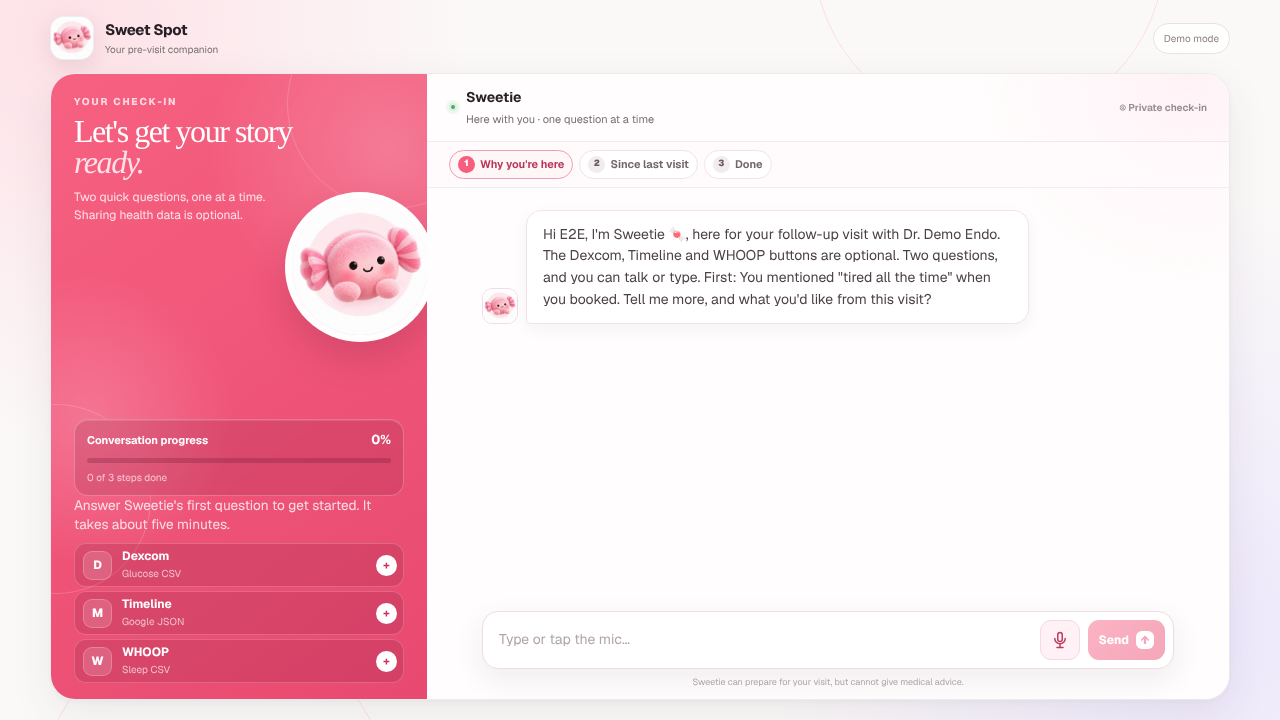 Sweet Spot
Your pre-visit companion
Demo mode
YOUR CHECK-IN
Let's get your story
ready.
Two quick questions, one at a time.
Sharing health data is optional.
Conversation progress
0%
0 of 3 steps done
Answer Sweetie's first question to get started. It
takes about five minutes.
D
Dexcom
Glucose CSV
+
M
Timeline
Google JSON
+
W
WHOOP
Sleep CSV
+
Sweetie
Here with you · one question at a time
Private check-in
1 Why you're here
2 Since last visit
3 Done
Hi E2E, I'm Sweetie 🍬, here for your follow-up visit with Dr. Demo Endo.
The Dexcom, Timeline and WHOOP buttons are optional. Two questions,
and you can talk or type. First: You mentioned "tired all the time" when
you booked. Tell me more, and what you'd like from this visit?
Type or tap the mic...
Send
Sweetie can prepare for your visit, but cannot give medical advice.